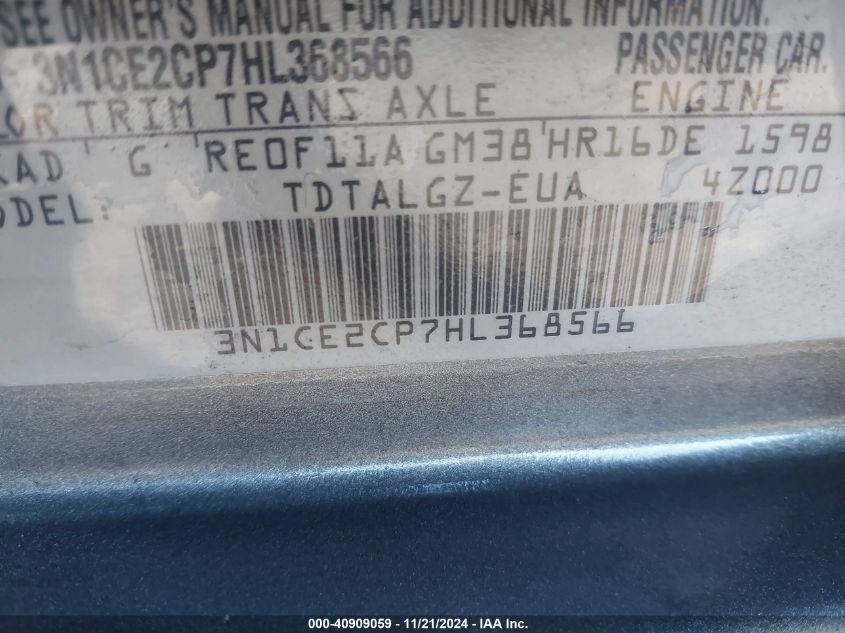 SEE OWNER'S MANUAL FOR ADDITIONAL INFORMATION.
3N1CE2CP7HL368566 PASSENGER CAR.
LOR TRIM TRANS AXLE ENGINE
KAD G RE0F11A GM38 HR16DE 1598
ODEL: TDTALGZ-EUA 4Z000
3N1CE2CP7HL368566
000-40909059 — 11/21/2024 — IAA Inc.